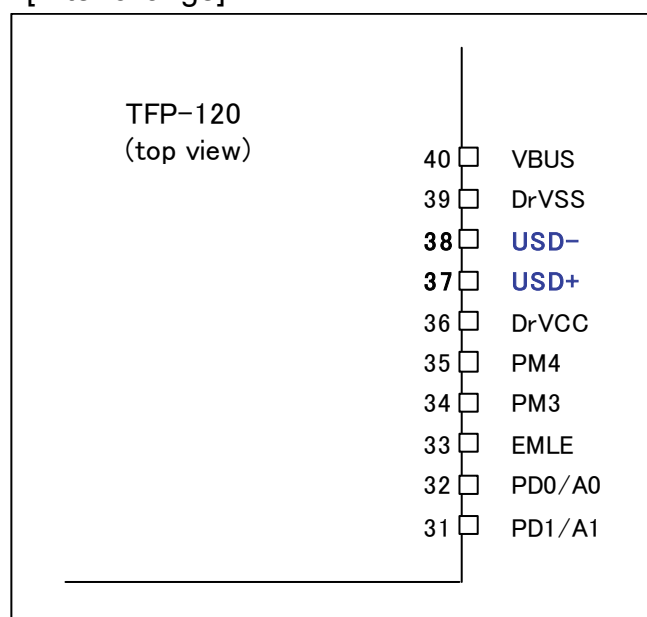 TFP-120
(top view)
40 VBUS
39 DrVSS
38 USD-
37 USD+
36 DrVCC
35 PM4
34 PM3
33 EMLE
32 PD0/A0
31 PD1/A1